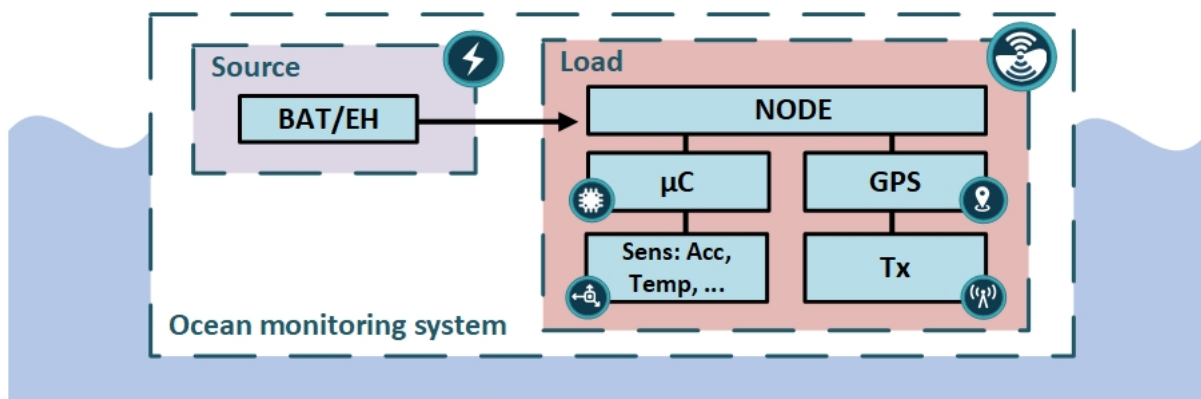 Source
BAT/EH
Load
NODE
µC
GPS
Sens: Acc,
Temp, ...
Tx
Ocean monitoring system